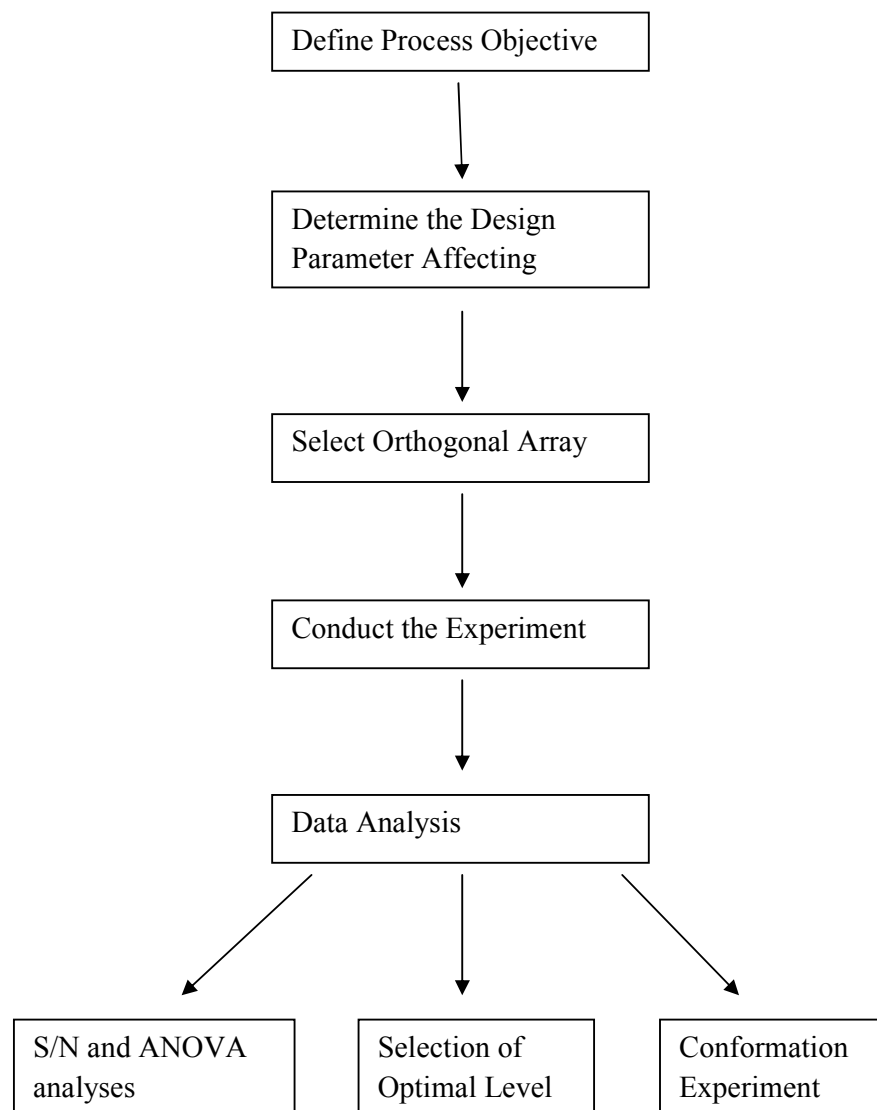 Define Process Objective
Determine the Design
Parameter Affecting
Select Orthogonal Array
Conduct the Experiment
Data Analysis
S/N and ANOVA
analyses
Selection of
Optimal Level
Conformation
Experiment